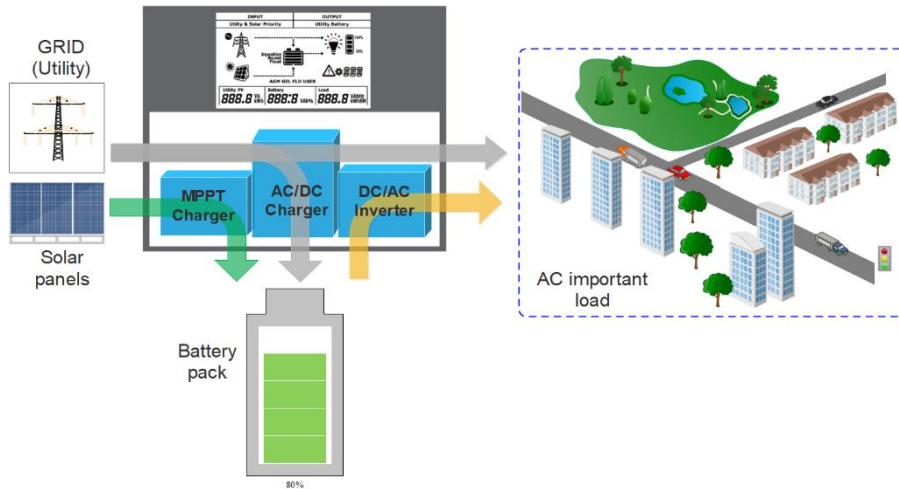 INPUT
OUTPUT
Utility & Solar Priority
Utility Battery
100%
25%
AGM GEL FLD USER
Utility PV
Battery
Load
888.8
888.8
888.8
GRID
(Utility)
MPPT
Charger
AC/DC
Charger
DC/AC
Inverter
Solar
panels
AC important
load
Battery
pack
80%